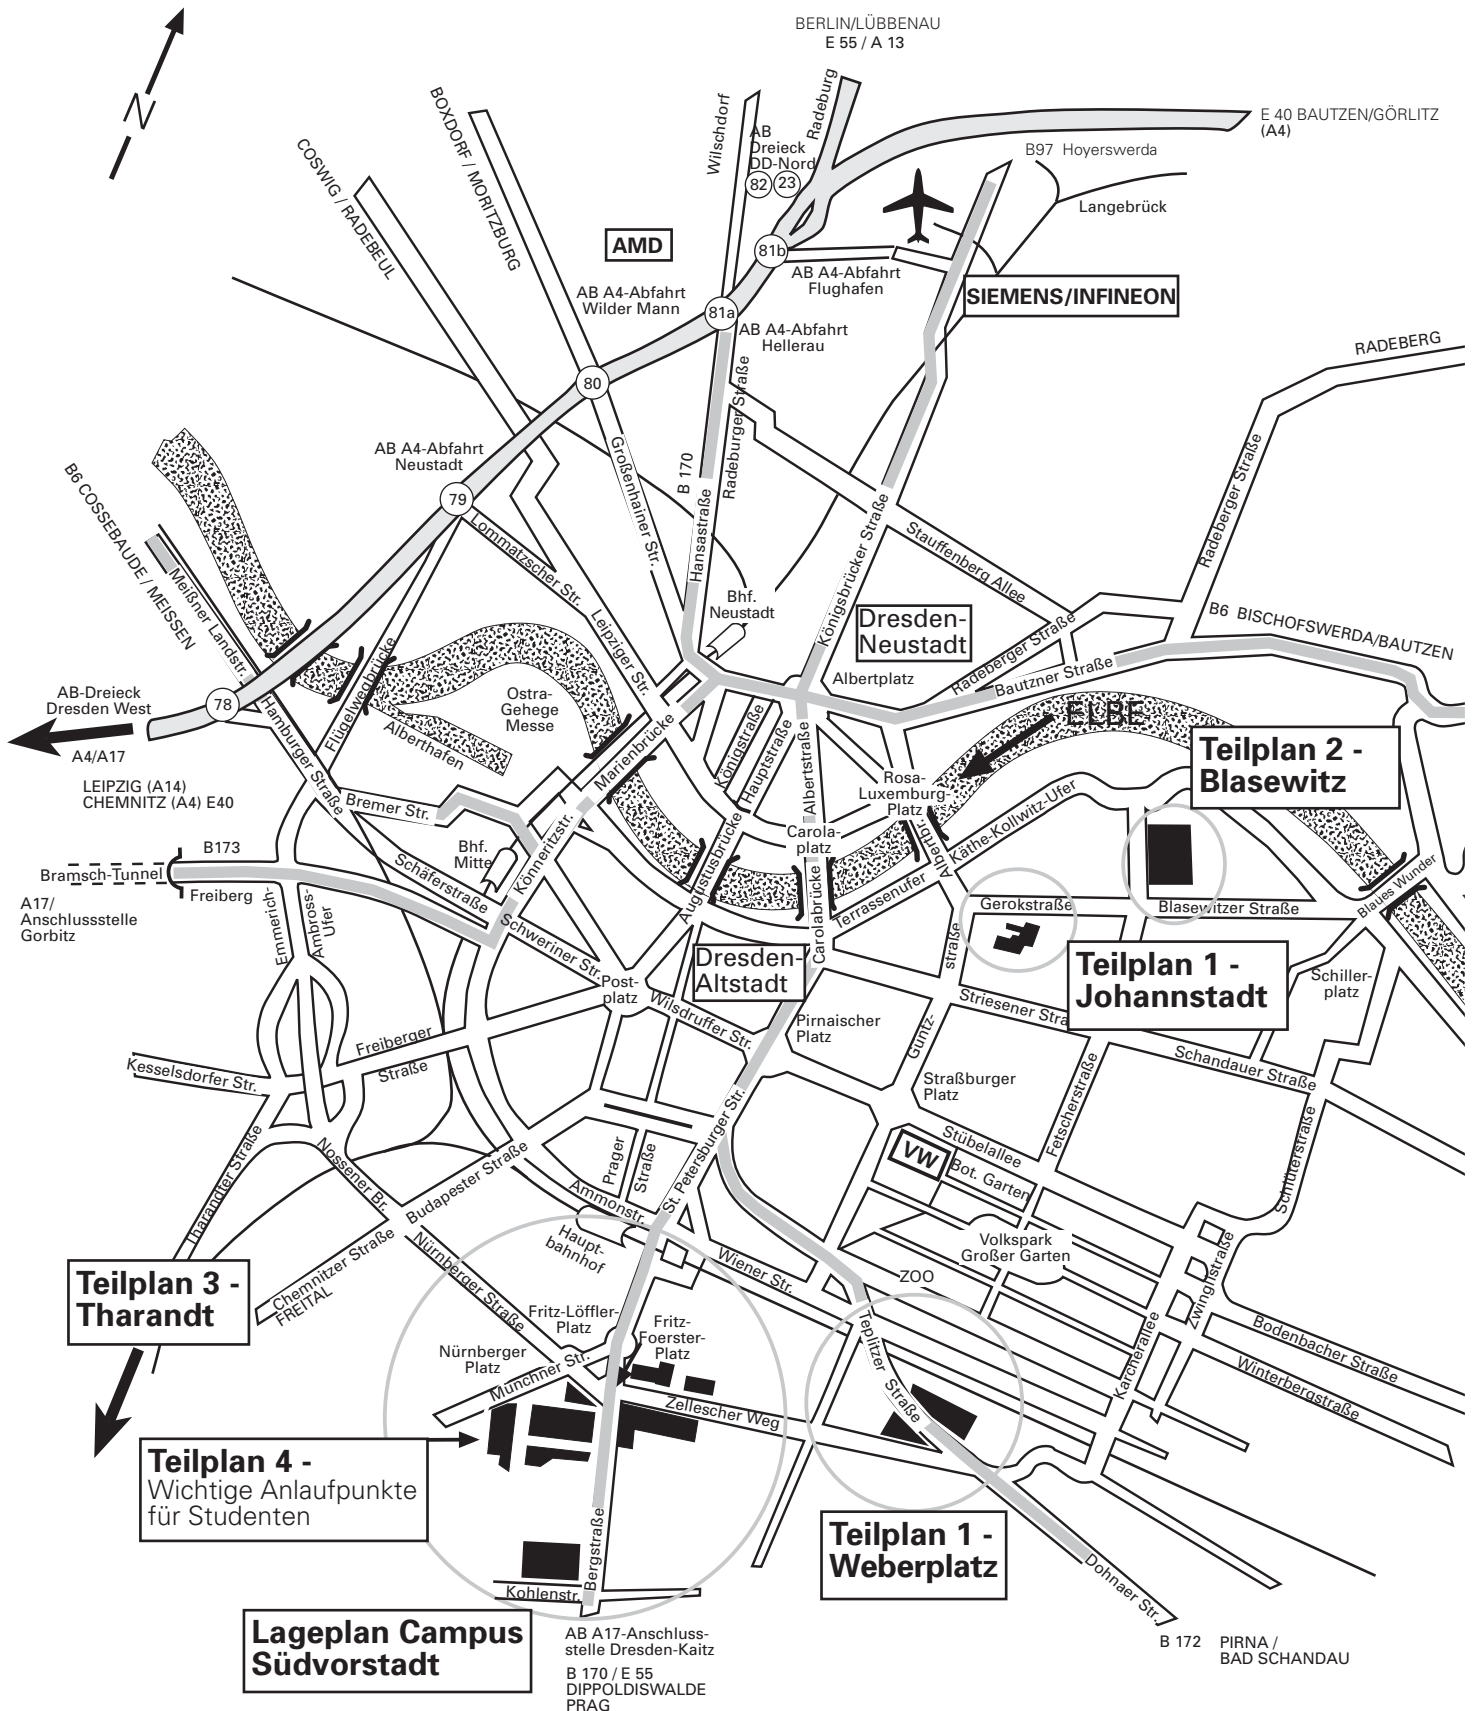 BERLIN/LÜBBENAU
E 55 / A 13
N
BOXDORF / MORITZBURG
COSWIG / RADEBEUL
Wilschdorf
Radeburg
AB
Dreieck
DD-Nord
82
23
E 40 BAUTZEN/GÖRLITZ
(A4)
B97 Hoyerswerda
Langebrück
AMD
81b
AB A4-Abfahrt
Flughafen
SIEMENS/INFINEON
AB A4-Abfahrt
Wilder Mann
81a
AB A4-Abfahrt
Hellerau
RADEBERG
80
Radeburger Straße
AB A4-Abfahrt
Neustadt
79
Großenhainer Str.
B 170
Hansastraße
Königsbrücker Straße
Stauffenberg Allee
Radeberger Straße
B6 COSSEBAUDE / MEISSEN
Meißner Landstr.
Lommatzscher Str.
Leipziger Str.
Bhf.
Neustadt
Dresden-
Neustadt
Radeberger Straße
B6 BISCHOFSWERDA/BAUTZEN
Bautzner Straße
Albertplatz
AB-Dreieck
Dresden West
78
A4/A17
LEIPZIG (A14)
CHEMNITZ (A4) E40
Hamburger Straße
Flügelwegbrücke
Alberthafen
Ostra-
Gehege
Messe
Marienbrücke
Königstraße
Hauptstraße
Albertstraße
ELBE
Teilplan 2 -
Blasewitz
Rosa-
Luxemburg-
Platz
Bremer Str.
Carola-
platz
Albertbr.
Käthe-Kollwitz-Ufer
B173
Bramsch-Tunnel
Freiberg
A17/
Anschlussstelle
Gorbitz
Bhf.
Mitte
Könneritzstr.
Schäferstraße
Augustusbrücke
Carolabrücke
Terrassenufer
Gerokstraße
Blasewitzer Straße
Blaues Wunder
Emmerich-
Ambross-
Ufer
Schweriner Str.
Dresden-
Altstadt
straße
Teilplan 1 -
Johannstadt
Schiller-
platz
Post-
platz
Wilsdruffer Str.
Pirnaischer
Platz
Güntz-
Striesener Stra
Freiberger
Straße
Kesselsdorfer Str.
Straßburger
Platz
Fetscherstraße
Schandauer Straße
Tharandter Straße
Nossener Br.
Budapester Straße
Prager
Straße
St. Petersburger Str.
Stübelallee
VW
Bot. Garten
Schlüterstraße
Ammonstr.
Haupt-
bahnhof
Volkspark
Großer Garten
Teilplan 3 -
Tharandt
Chemnitzer Straße
FREITAL
Nürnberger Straße
Wiener Str.
ZOO
Zwinglistraße
Karcherallee
Bodenbacher Straße
Winterbergstraße
Fritz-Löffler-
Platz
Fritz-
Foerster-
Platz
Nürnberger
Platz
Münchner Str.
Teplitzer Straße
Zellescher Weg
Teilplan 4 -
Wichtige Anlaufpunkte
für Studenten
Bergstraße
Kohlenstr.
Teilplan 1 -
Weberplatz
Dohnaer Str.
Lageplan Campus
Südvorstadt
AB A17-Anschluss-
stelle Dresden-Kaitz
B 170 / E 55
DIPPOLDISWALDE
PRAG
B 172 PIRNA /
BAD SCHANDAU